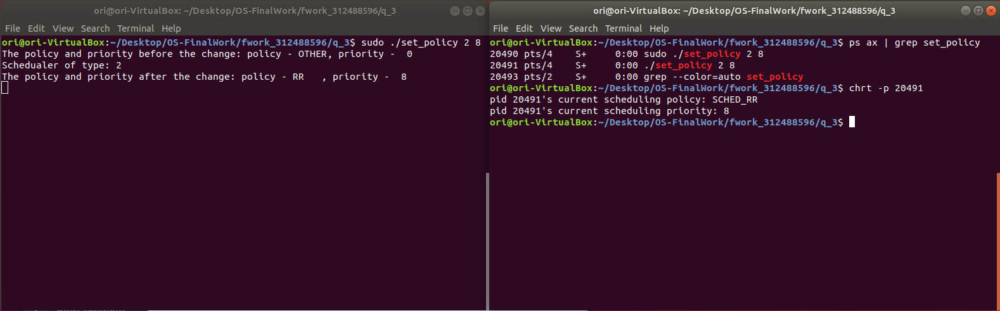 ori@ori-VirtualBox: ~/Desktop/OS-FinalWork/fwork_312488596/q_3
File Edit View Search Terminal Help
ori@ori-VirtualBox:~/Desktop/OS-FinalWork/fwork_312488596/q_3$ sudo ./set_policy 2 8
The policy and priority before the change: policy - OTHER, priority -  0
Schedualer of type: 2
The policy and priority after the change: policy - RR   , priority -  8
ori@ori-VirtualBox: ~/Desktop/OS-FinalWork/fwork_312488596/q_3
File Edit View Search Terminal Help
ori@ori-VirtualBox:~/Desktop/OS-FinalWork/fwork_312488596/q_3$ ps ax | grep set_policy
20490 pts/4    S+     0:00 sudo ./set_policy 2 8
20491 pts/4    S+     0:00 ./set_policy 2 8
20493 pts/2    S+     0:00 grep --color=auto set_policy
ori@ori-VirtualBox:~/Desktop/OS-FinalWork/fwork_312488596/q_3$ chrt -p 20491
pid 20491's current scheduling policy: SCHED_RR
pid 20491's current scheduling priority: 8
ori@ori-VirtualBox:~/Desktop/OS-FinalWork/fwork_312488596/q_3$